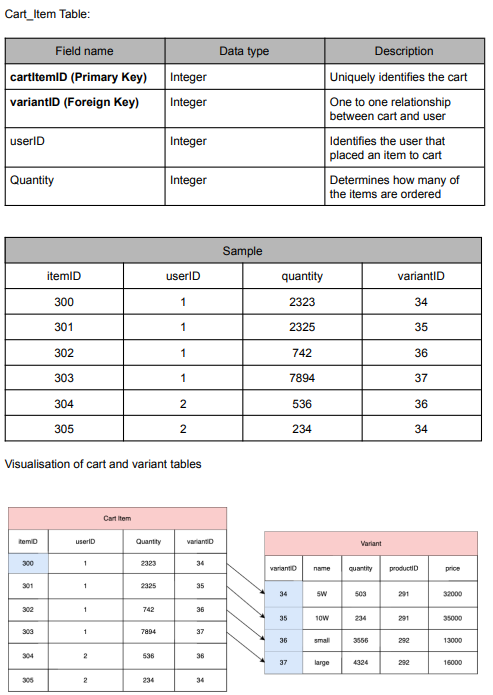 Cart_Item Table:
Field name Data type Description
cartItemID (Primary Key) Integer Uniquely identifies the cart
variantID (Foreign Key) Integer One to one relationship
between cart and user
userID Integer Identifies the user that
placed an item to cart
Quantity Integer Determines how many of
the items are ordered
Sample
itemID userID quantity variantID
300 1 2323 34
301 1 2325 35
302 1 742 36
303 1 7894 37
304 2 536 36
305 2 234 34
Visualisation of cart and variant tables
Cart Item
itemID userID Quantity variantID
300 1 2323 34
301 1 2325 35
302 1 742 36
303 1 7894 37
304 2 536 36
305 2 234 34
Variant
variantID name quantity productID price
34 5W 503 291 32000
35 10W 234 291 35000
36 small 3556 292 13000
37 large 4324 292 16000